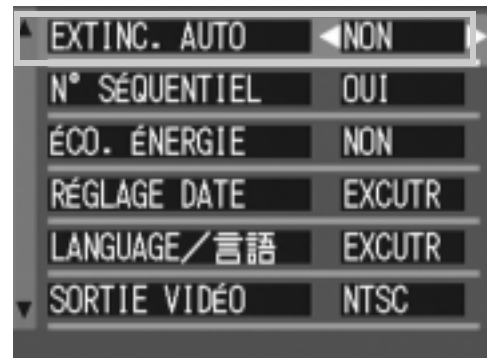 EXTINC. AUTO NON
N° SÉQUENTIEL OUI
ÉCO. ÉNERGIE NON
RÉGLAGE DATE EXCUTR
LANGUAGE/言語 EXCUTR
SORTIE VIDÉO NTSC